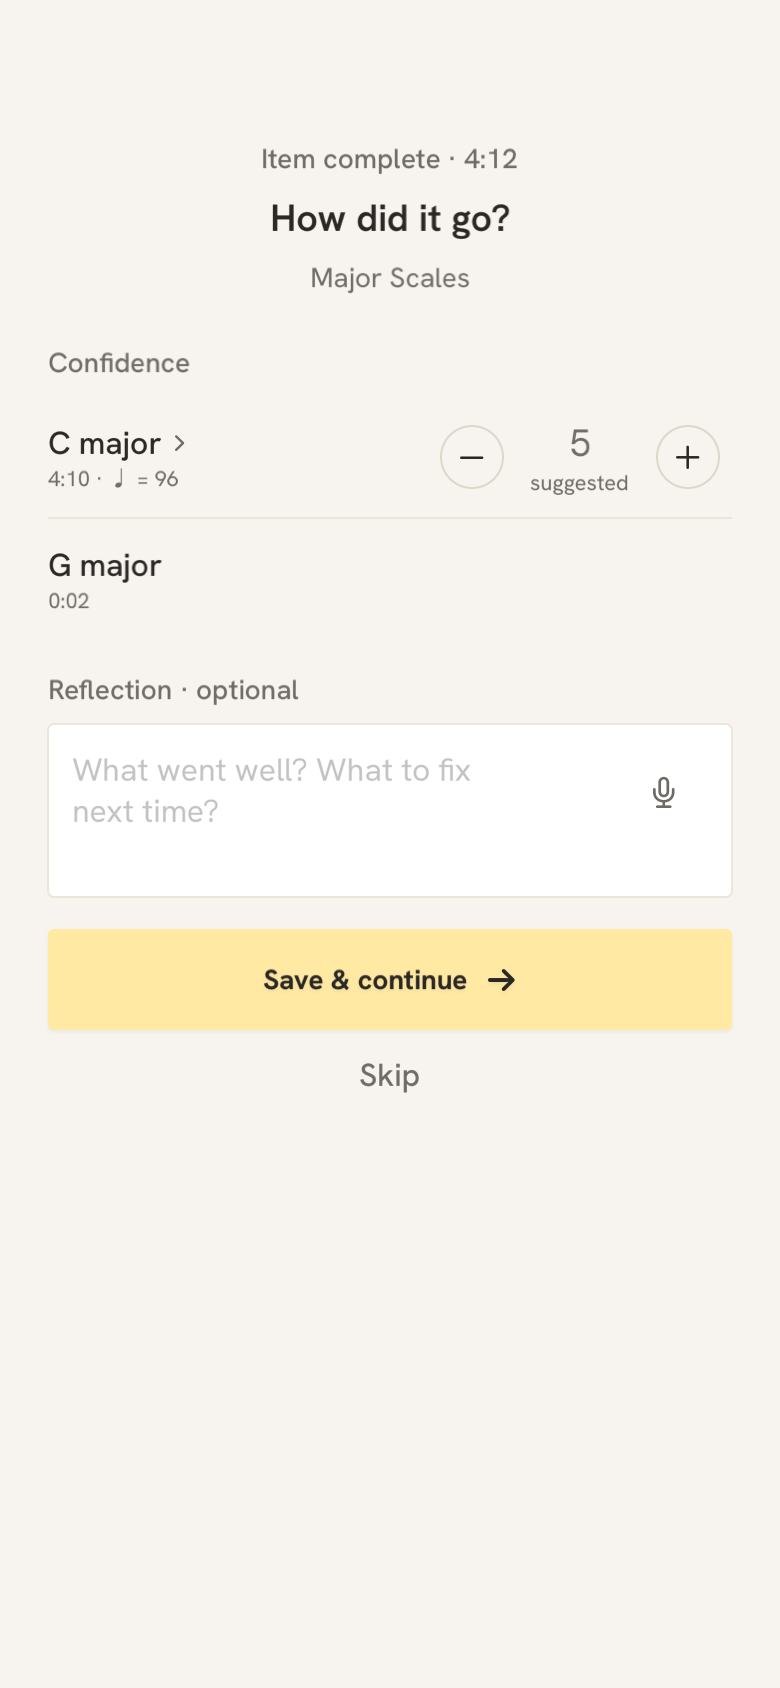 Item complete · 4:12
How did it go?
Major Scales
Confidence
C major
4:10 · ♩ = 96
5
suggested
G major
0:02
Reflection · optional
What went well? What to fix
next time?
Save & continue →
Skip